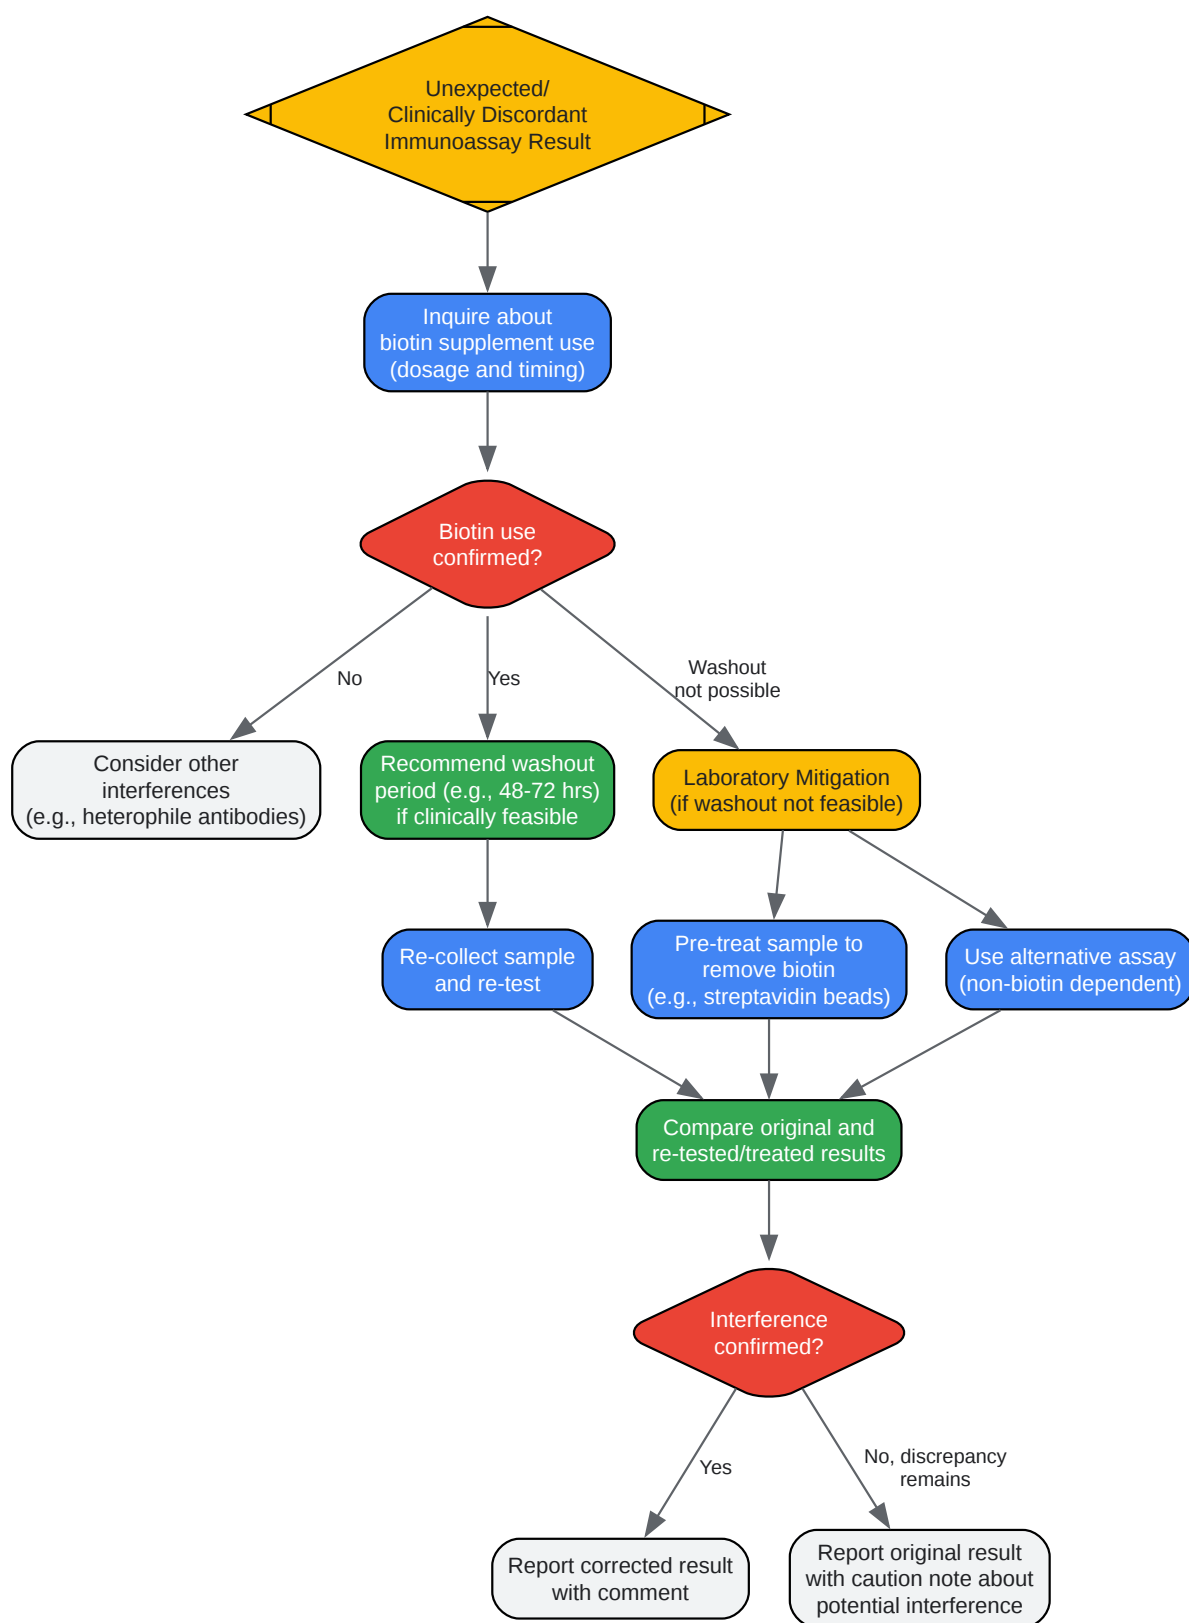 Unexpected/
Clinically Discordant
Immunoassay Result
Inquire about
biotin supplement use
(dosage and timing)
Biotin use
confirmed?
No
Yes
Washout
not possible
Consider other
interferences
(e.g., heterophile antibodies)
Recommend washout
period (e.g., 48-72 hrs)
if clinically feasible
Laboratory Mitigation
(if washout not feasible)
Re-collect sample
and re-test
Pre-treat sample to
remove biotin
(e.g., streptavidin beads)
Use alternative assay
(non-biotin dependent)
Compare original and
re-tested/treated results
Interference
confirmed?
Yes
No, discrepancy
remains
Report corrected result
with comment
Report original result
with caution note about
potential interference